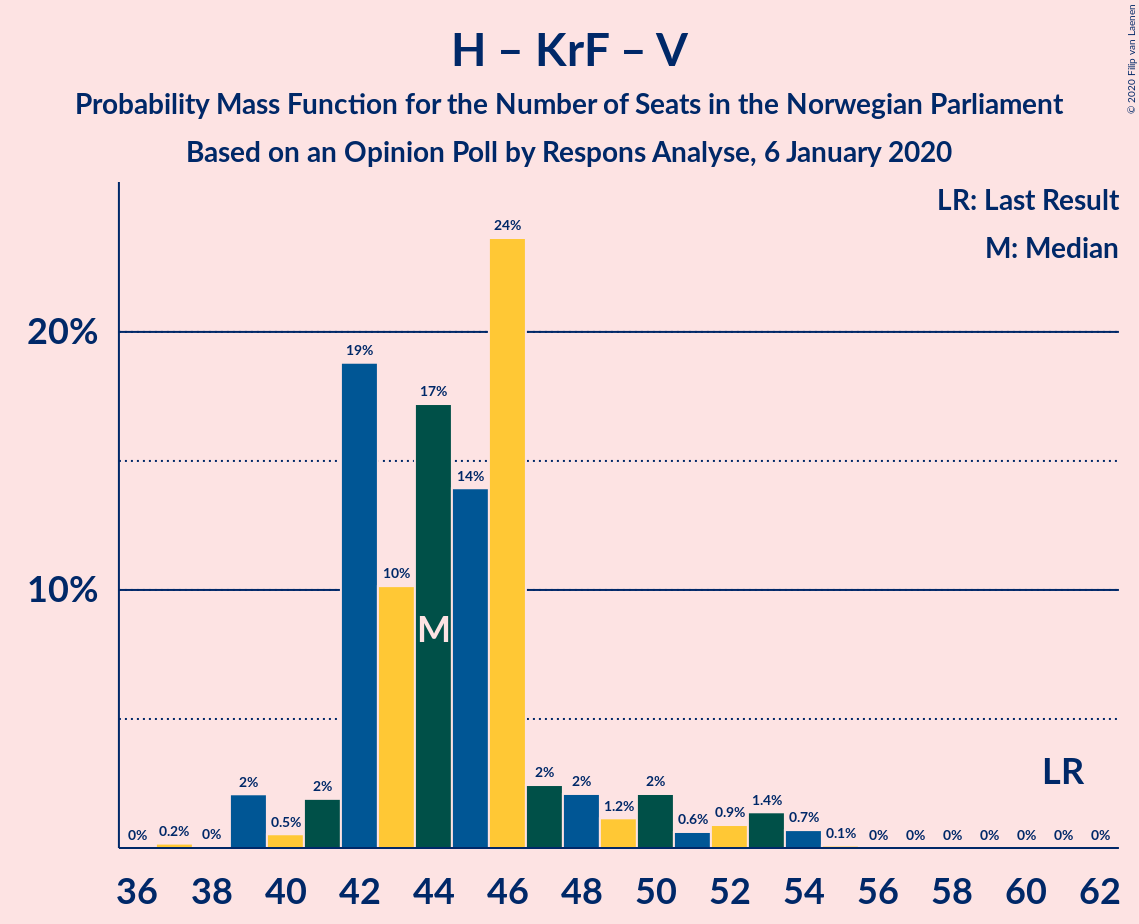 H – KrF – V
Probability Mass Function for the Number of Seats in the Norwegian Parliament
Based on an Opinion Poll by Respons Analyse, 6 January 2020
© 2020 Filip van Laenen
LR: Last Result
M: Median
20%
10%
0% 0.2% 0% 2% 0.5% 2% 19% 10% 17% 14% 24% 2% 2% 1.2% 2% 0.6% 0.9% 1.4% 0.7% 0.1% 0% 0% 0% 0% 0% 0% 0%
M
LR
36 38 40 42 44 46 48 50 52 54 56 58 60 62